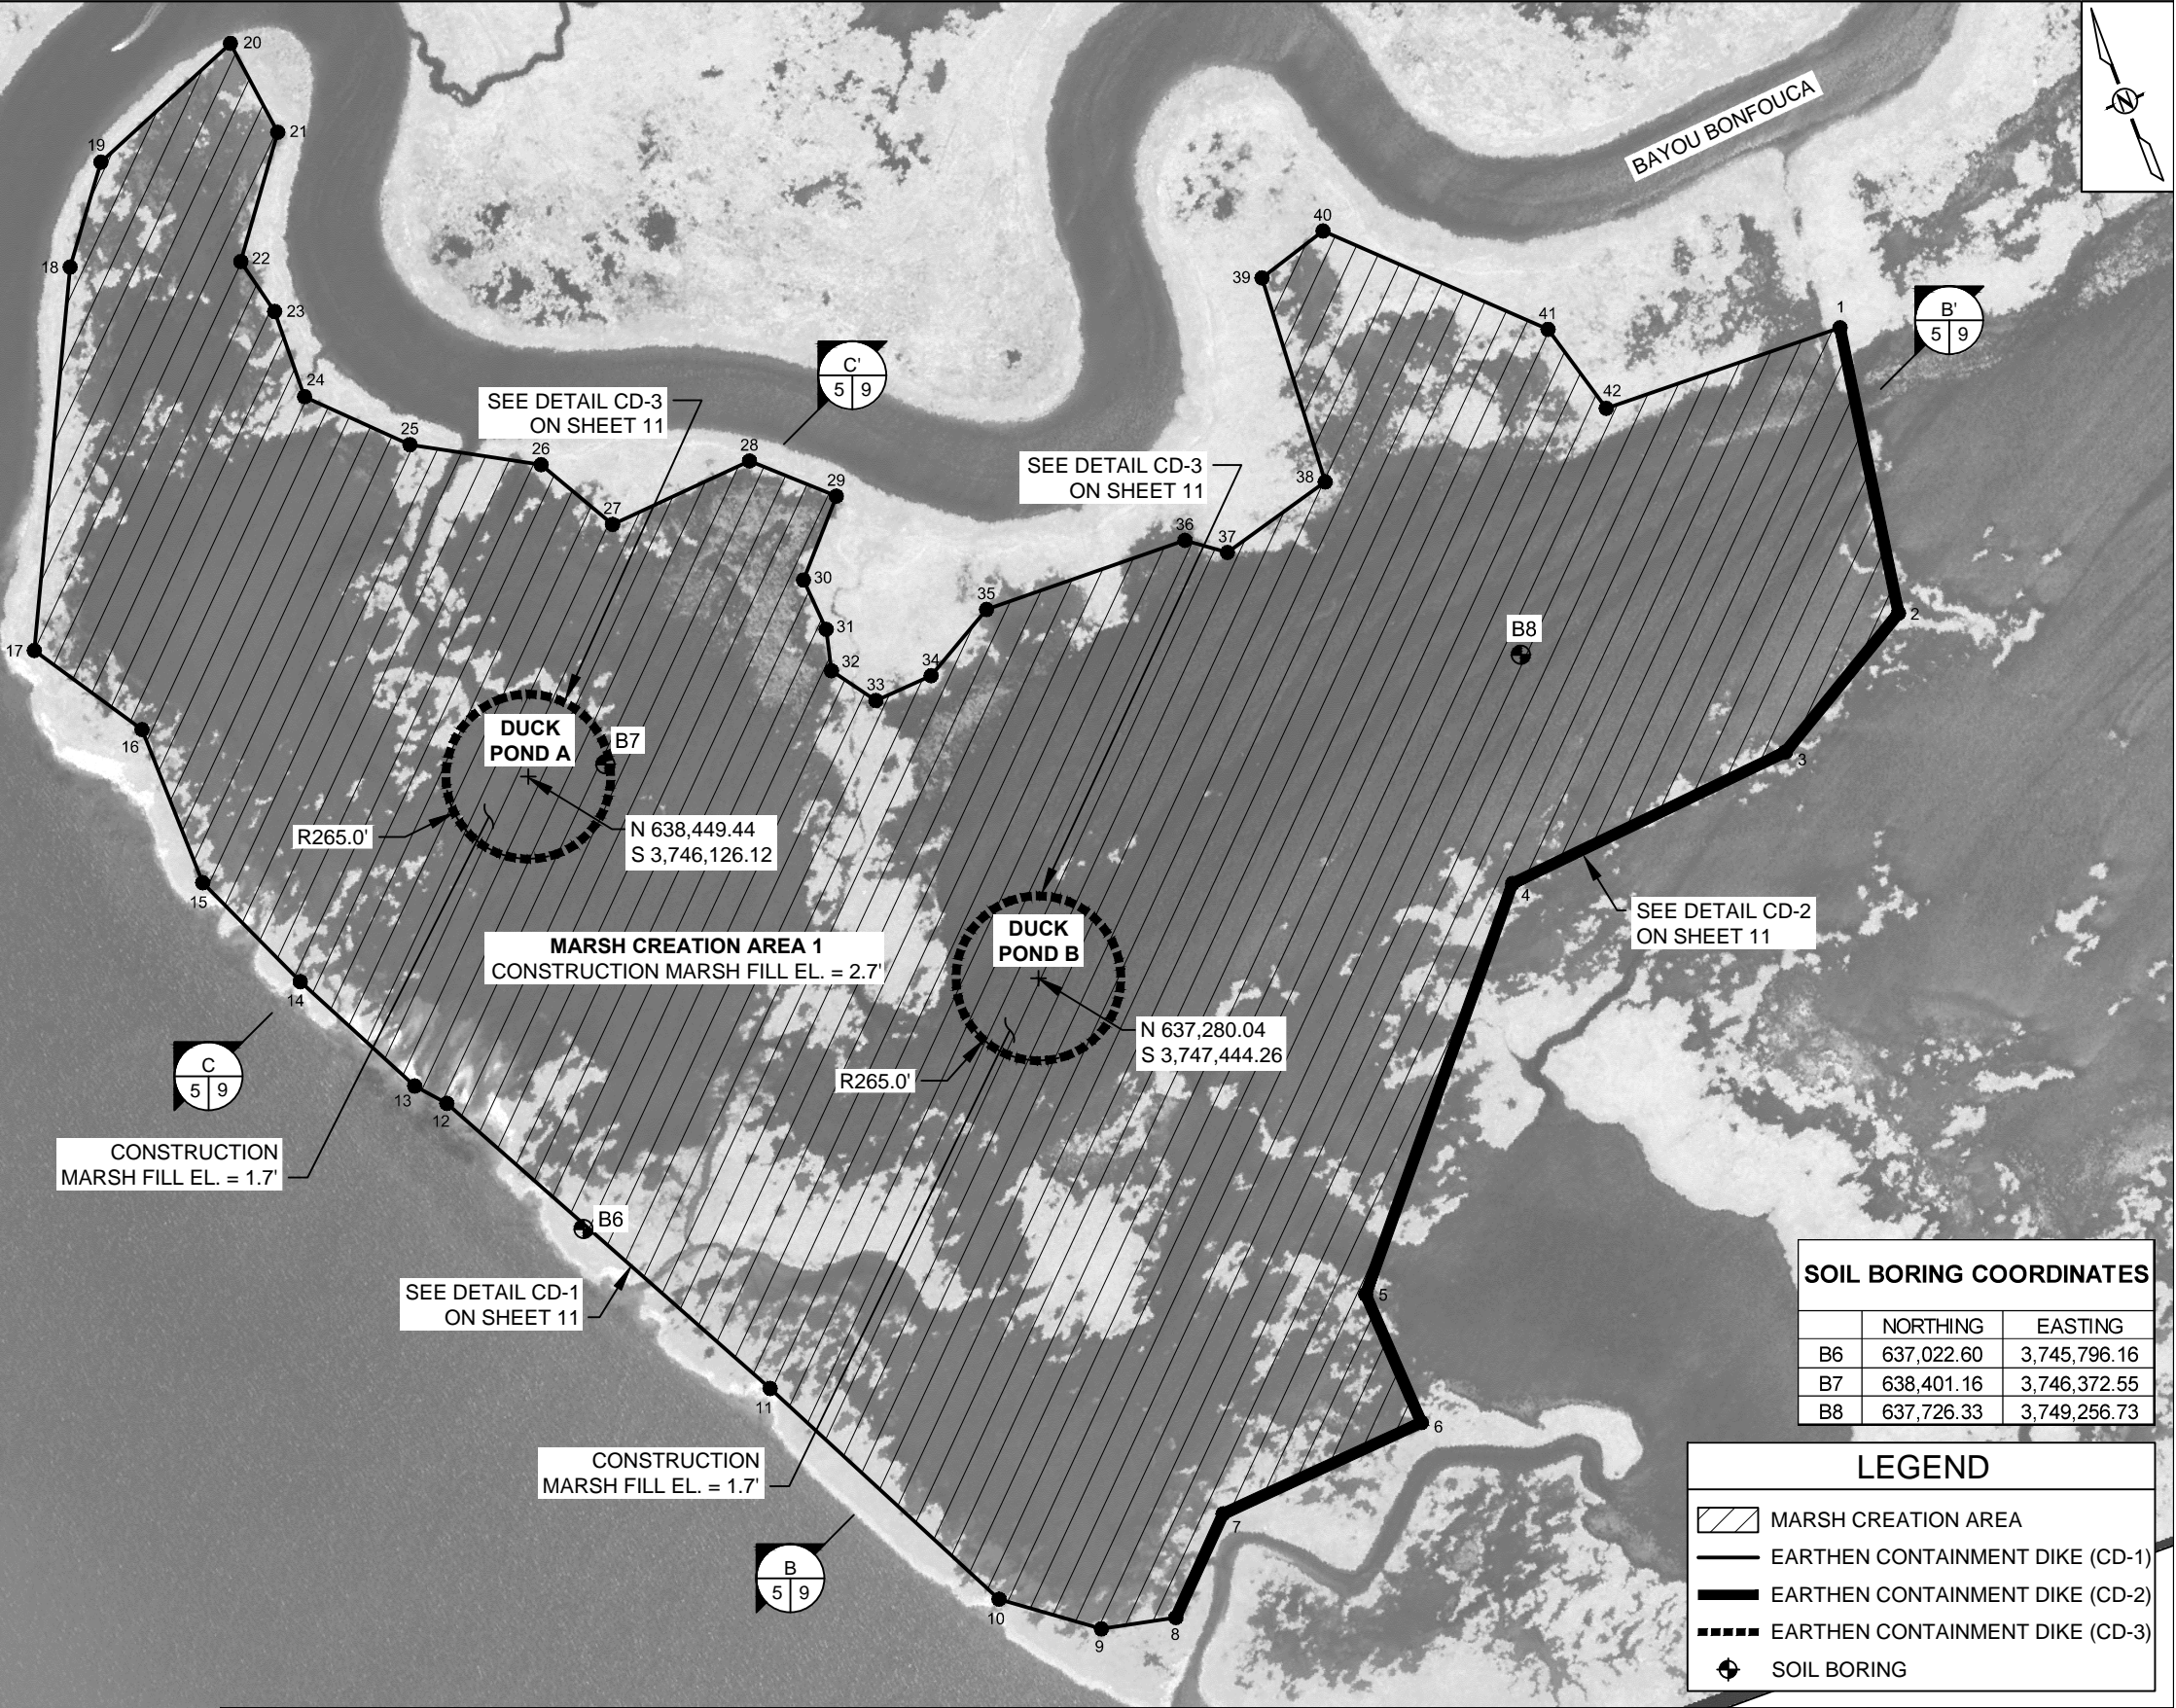 20
N
21
19
BAYOU BONFOUCA
40
22
18
39
1
B'
5 9
23
41
C'
5 9
24
SEE DETAIL CD-3
ON SHEET 11
42
25
26
28
SEE DETAIL CD-3
ON SHEET 11
29
38
27
36
37
30
35
2
31
B8
17
32
34
33
16
DUCK
POND A
B7
3
R265.0'
N 638,449.44
S 3,746,126.12
15
4
SEE DETAIL CD-2
ON SHEET 11
MARSH CREATION AREA 1
CONSTRUCTION MARSH FILL EL. = 2.7'
DUCK
POND B
14
N 637,280.04
S 3,747,444.26
C
5 9
R265.0'
13
12
CONSTRUCTION
MARSH FILL EL. = 1.7'
B6
SEE DETAIL CD-1
ON SHEET 11
5
SOIL BORING COORDINATES
NORTHING EASTING
B6 637,022.60 3,745,796.16
B7 638,401.16 3,746,372.55
B8 637,726.33 3,749,256.73
11
6
CONSTRUCTION
MARSH FILL EL. = 1.7'
7
B
5 9
10
9
8
LEGEND
MARSH CREATION AREA
EARTHEN CONTAINMENT DIKE (CD-1)
EARTHEN CONTAINMENT DIKE (CD-2)
EARTHEN CONTAINMENT DIKE (CD-3)
SOIL BORING